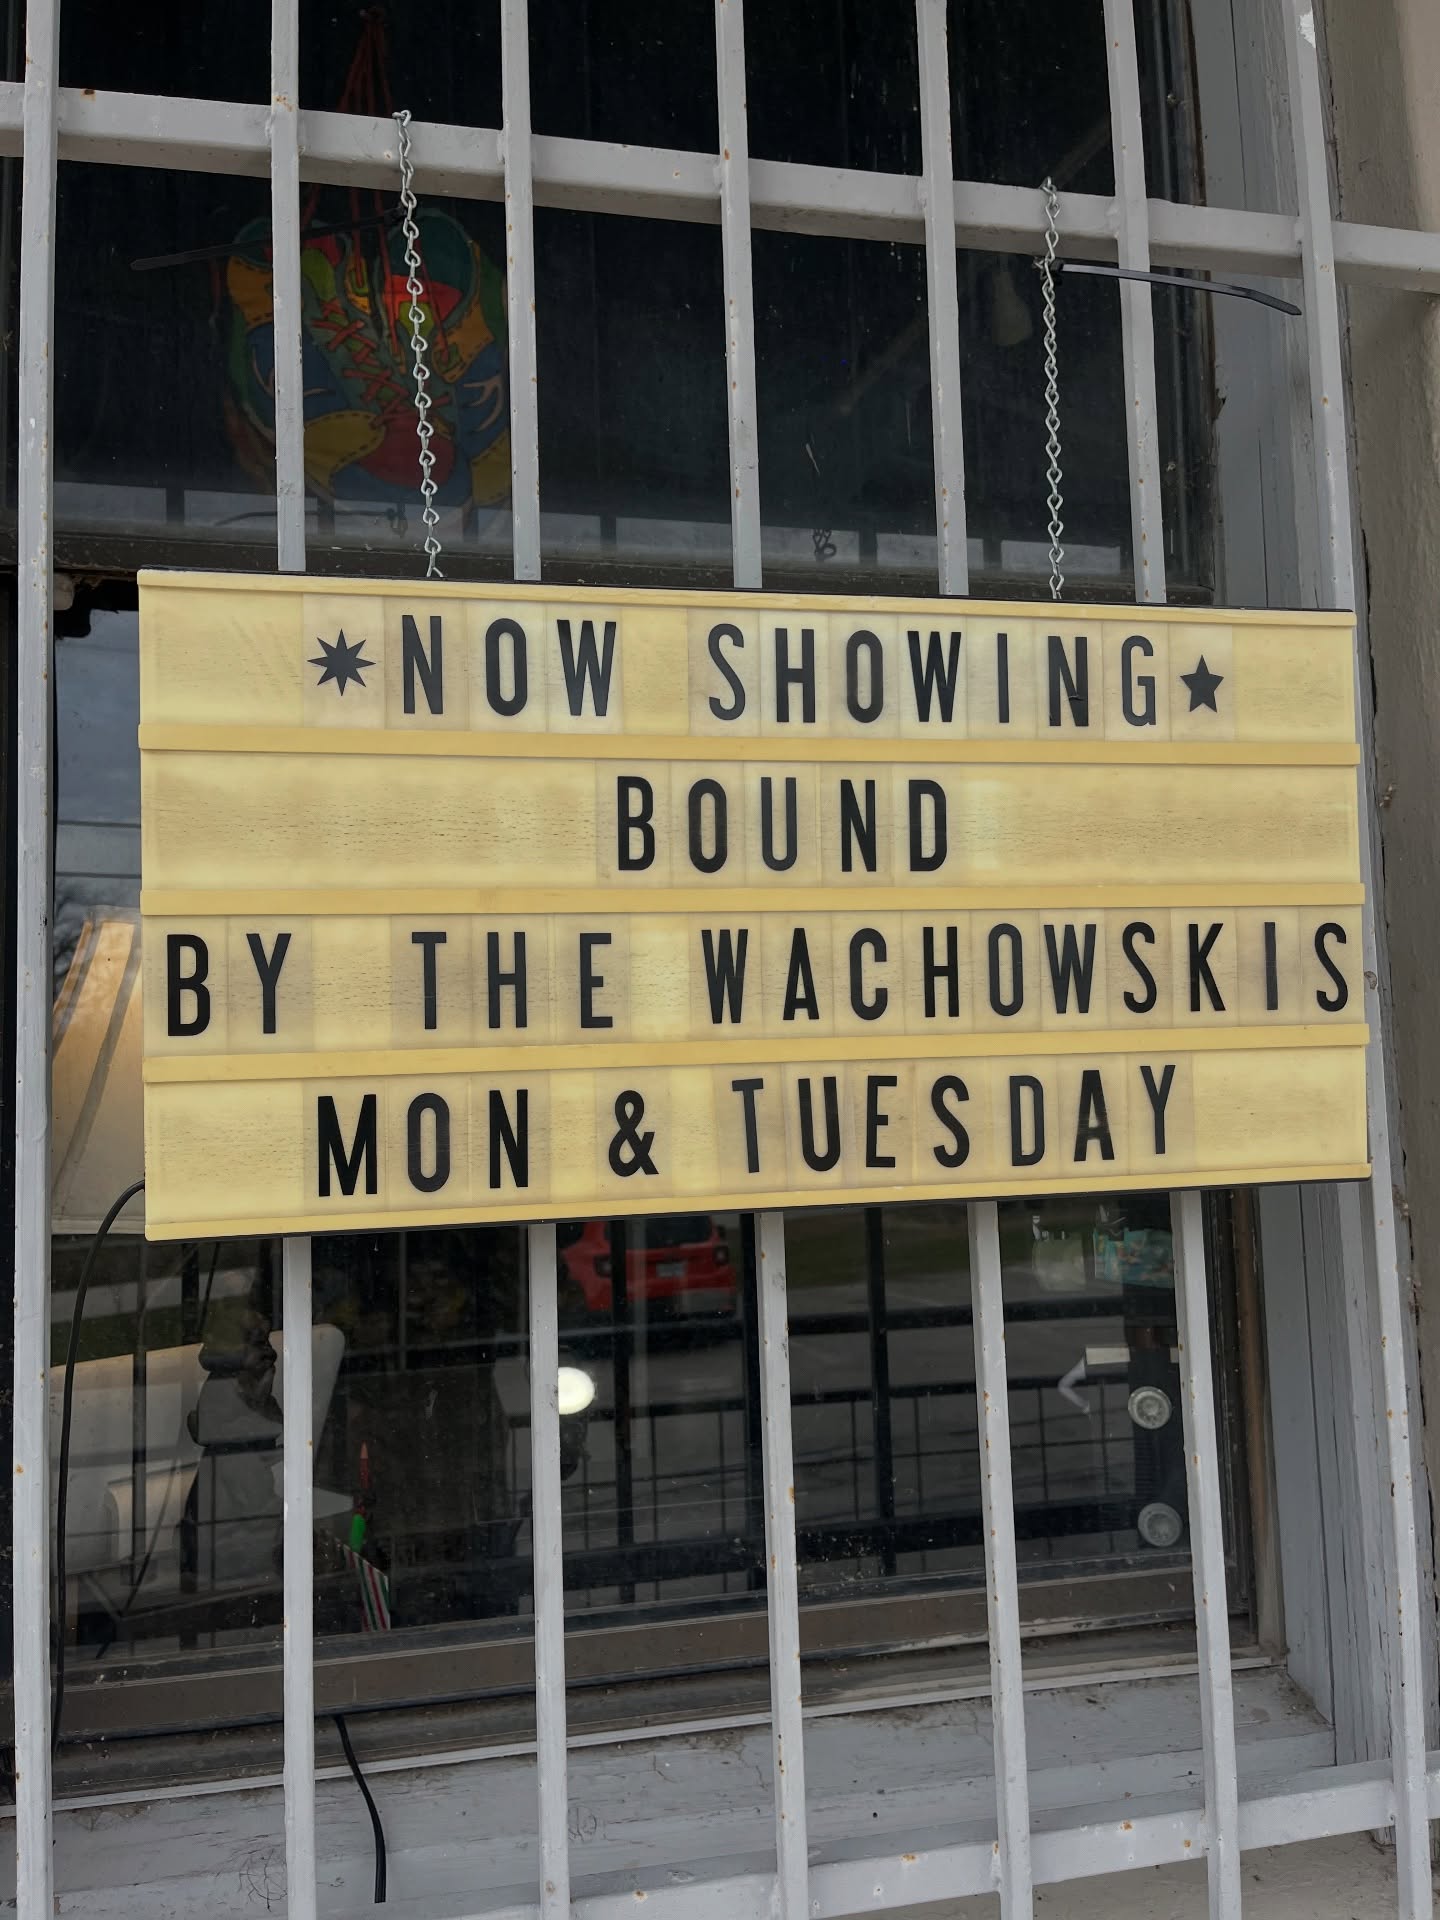 ✷NOW SHOWING★
BOUND
BY THE WACHOWSKIS
MON & TUESDAY